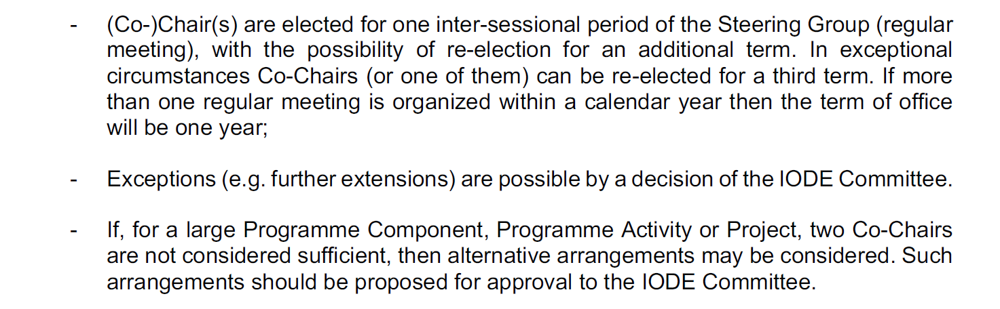 - (Co-)Chair(s) are elected for one inter-sessional period of the Steering Group (regular
meeting), with the possibility of re-election for an additional term. In exceptional
circumstances Co-Chairs (or one of them) can be re-elected for a third term. If more
than one regular meeting is organized within a calendar year then the term of office
will be one year;
- Exceptions (e.g. further extensions) are possible by a decision of the IODE Committee.
- If, for a large Programme Component, Programme Activity or Project, two Co-Chairs
are not considered sufficient, then alternative arrangements may be considered. Such
arrangements should be proposed for approval to the IODE Committee.